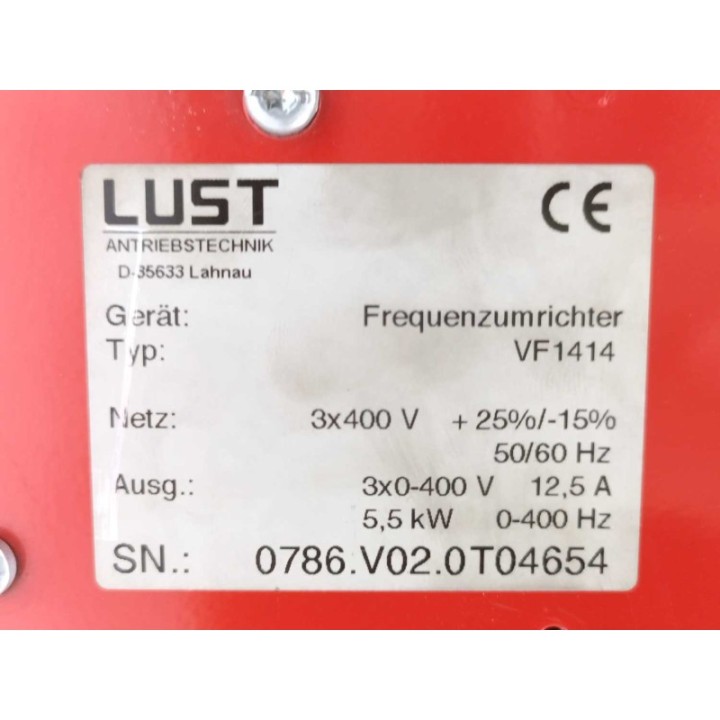 LUST
CE
ANTRIEBSTECHNIK
D-35633 Lahnau
Gerät: Frequenzumrichter
Typ: VF1414
Netz: 3x400 V + 25%/-15%
50/60 Hz
Ausg.: 3x0-400 V 12,5 A
5,5 kW 0-400 Hz
SN.: 0786.V02.0T04654